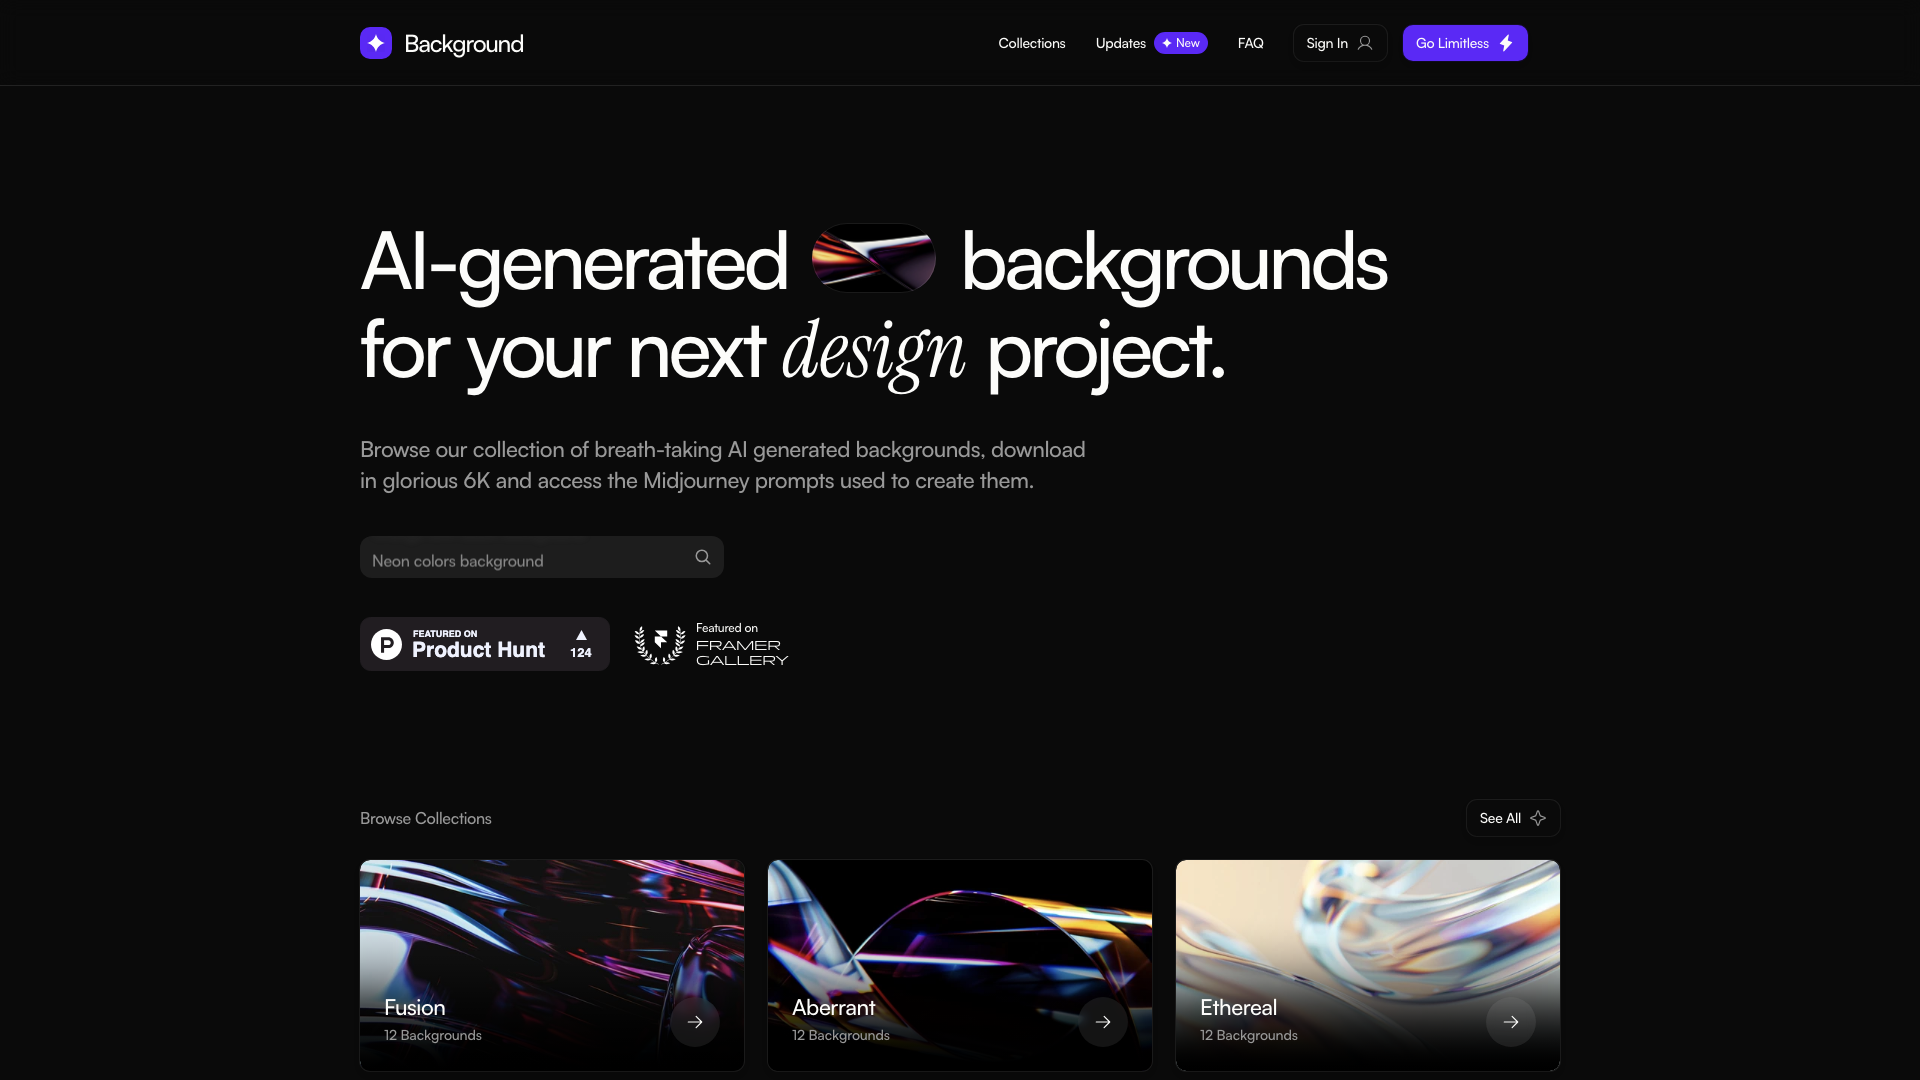 Background
Collections
Updates
New
FAQ
Sign In
Go Limitless
AI-generated backgrounds
for your next design project.
Browse our collection of breath-taking AI generated backgrounds, download
in glorious 6K and access the Midjourney prompts used to create them.
Neon colors background
P
FEATURED ON
Product Hunt
124
Featured on
FRAMER
GALLERY
Browse Collections
See All
Fusion
12 Backgrounds
Aberrant
12 Backgrounds
Ethereal
12 Backgrounds